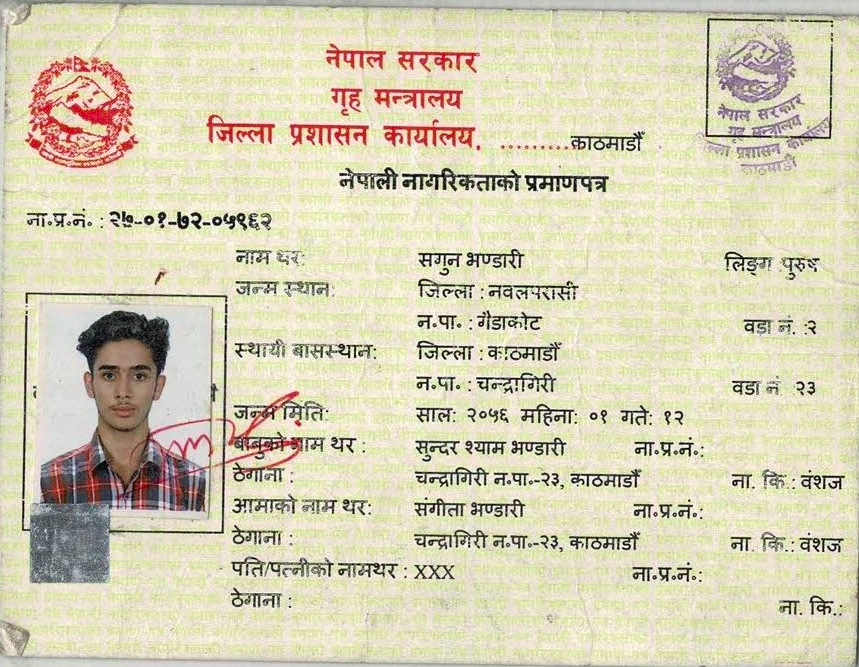 नेपाल सरकार
गृह मन्त्रालय
जिल्ला प्रशासन कार्यालय, .........काठमाडौं
नेपाल सरकार
गृह मन्त्रालय
जिल्ला प्रशासन कार्यालय
काठमाडौं
नेपाली नागरिकताको प्रमाणपत्र
ना॰प्र॰नं॰ : २७-०१-७२-०५९६२
नाम थर: सगुन भण्डारी लिङ्ग :पुरुष
जन्म स्थान: जिल्ला : नवलपरासी
न.पा. : गैडाकोट वडा नं. :२
स्थायी बासस्थान: जिल्ला : काठमाडौं
न.पा. : चन्द्रागिरी वडा नं २३
जन्म मिति: साल: २०५६ महिना: ०१ गते: १२
बाबुको नाम थर : सुन्दर श्याम भण्डारी ना॰प्र॰नं॰:
ठेगाना : चन्द्रागिरी न.पा.-२३, काठमाडौं ना. कि.: वंशज
आमाको नाम थर: संगीता भण्डारी ना॰प्र॰नं॰:
ठेगाना : चन्द्रागिरी न.पा.-२३, काठमाडौं ना. कि.: वंशज
पति/पत्नीको नामथर : XXX ना॰प्र॰नं॰:
ठेगाना : ना. कि.: